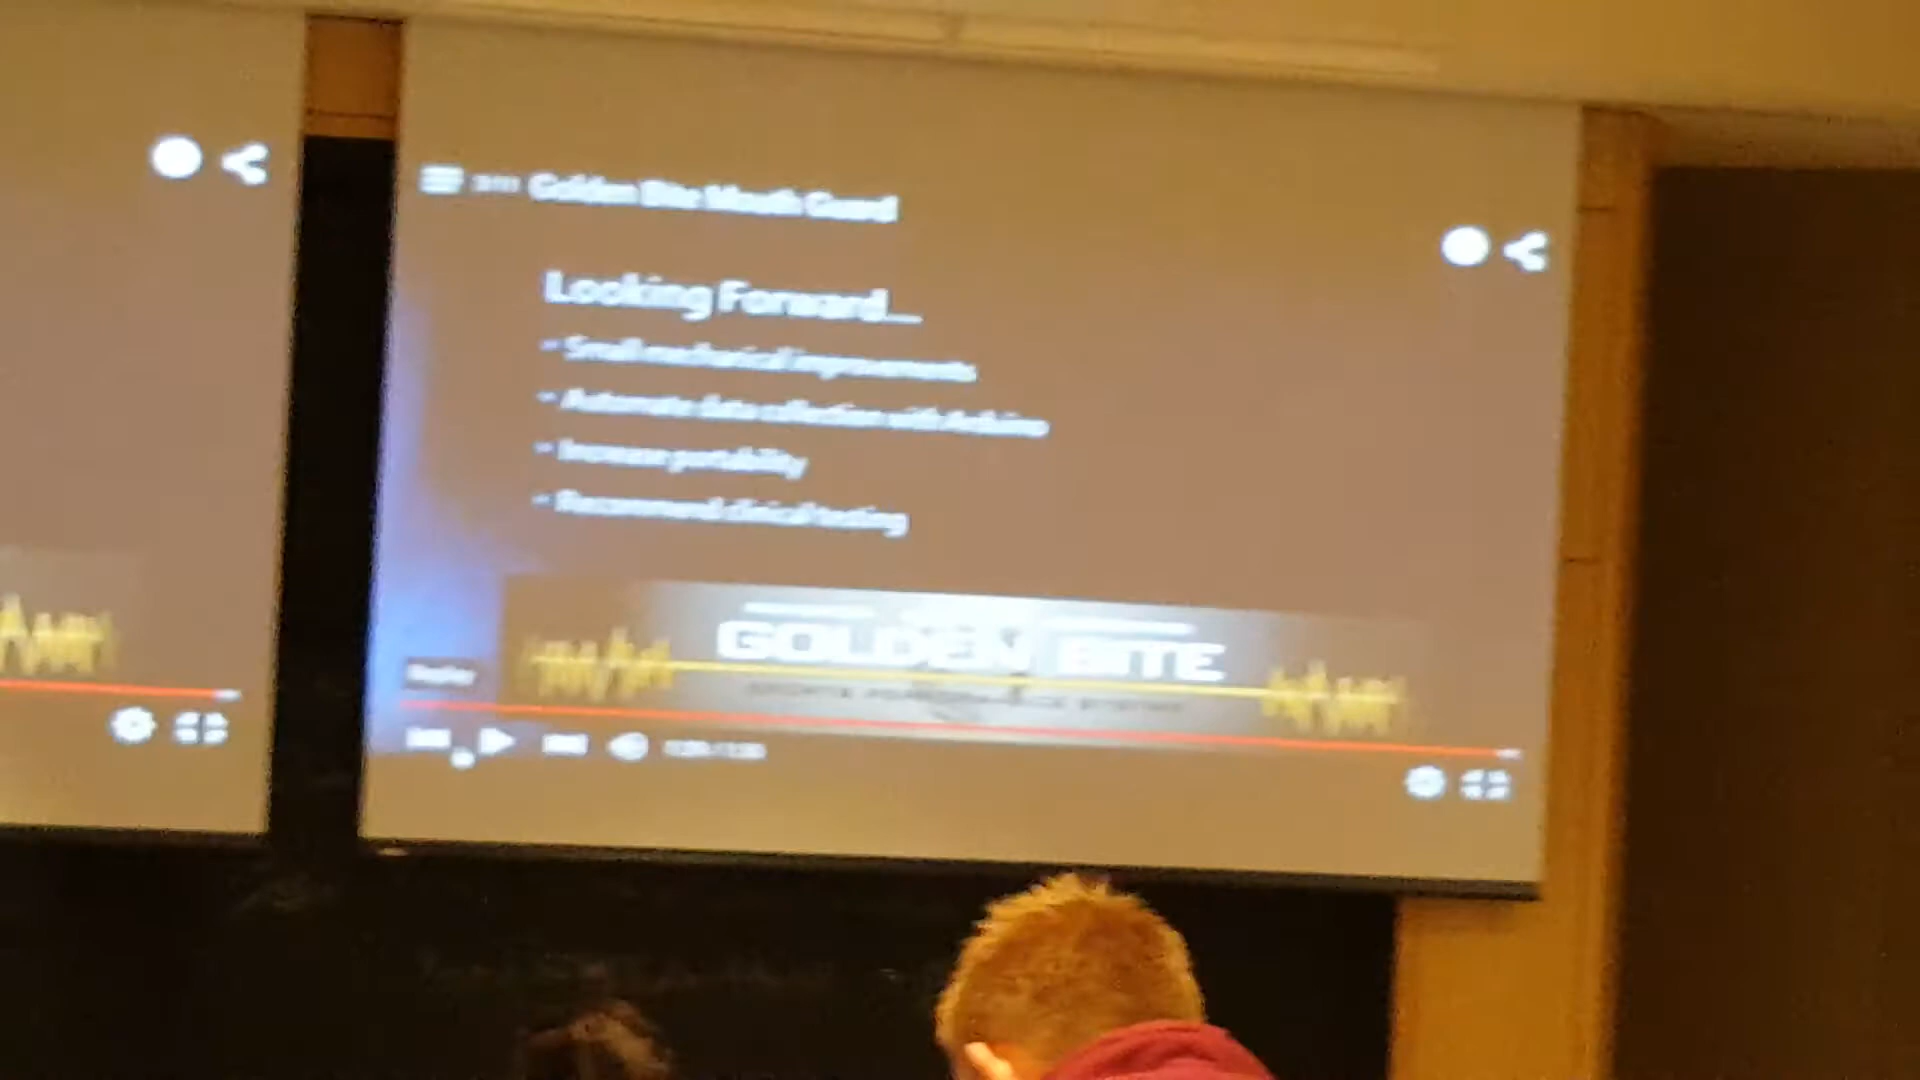 Golden Bite Mouth Guard
Looking Forward...
- Small mechanical improvements
- Automate data collection with Arduino
- Increase portability
- Recommend clinical testing
GOLDEN BITE
Replay